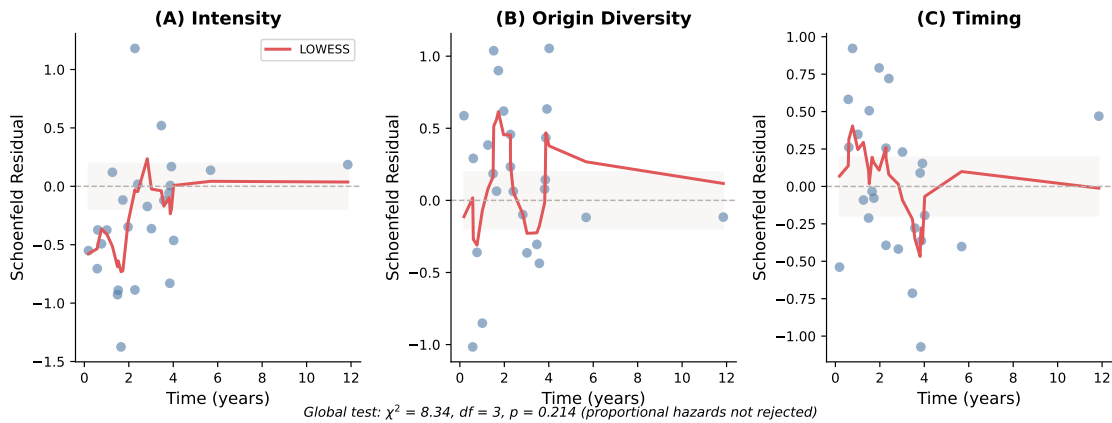 (A) Intensity
Schoenfeld Residual
1.0
0.5
0.0
−0.5
−1.0
−1.5
0 2 4 6 8 10 12
Time (years)
LOWESS
(B) Origin Diversity
Schoenfeld Residual
1.0
0.5
0.0
−0.5
−1.0
0 2 4 6 8 10 12
Time (years)
(C) Timing
Schoenfeld Residual
1.00
0.75
0.50
0.25
0.00
−0.25
−0.50
−0.75
−1.00
0 2 4 6 8 10 12
Time (years)
Global test: χ² = 8.34, df = 3, p = 0.214 (proportional hazards not rejected)